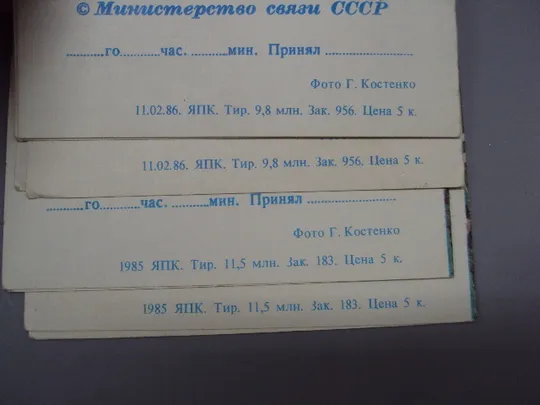 © Министерство связи СССР
............го............час. ...........мин. Принял .........................
Фото Г. Костенко
11.02.86. ЯПК. Тир. 9,8 млн. Зак. 956. Цена 5 к.
11.02.86. ЯПК. Тир. 9,8 млн. Зак. 956. Цена 5 к.
............го............час. ...........мин. Принял .........................
Фото Г. Костенко
1985 ЯПК. Тир. 11,5 млн. Зак. 183. Цена 5 к.
1985 ЯПК. Тир. 11,5 млн. Зак. 183. Цена 5 к.